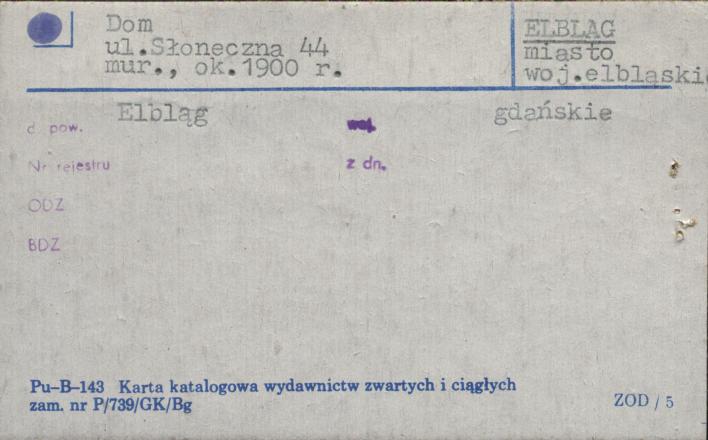 Dom
ul.Słoneczna 44
mur., ok.1900 r.
ELBLĄG
miasto
woj.elbląski
d pow. Elbląg woj. gdańskie
Nr rejestru z dn.
ODZ
BDZ
Pu-B-143 Karta katalogowa wydawnictw zwartych i ciągłych
zam. nr P/739/GK/Bg
ZOD / 5